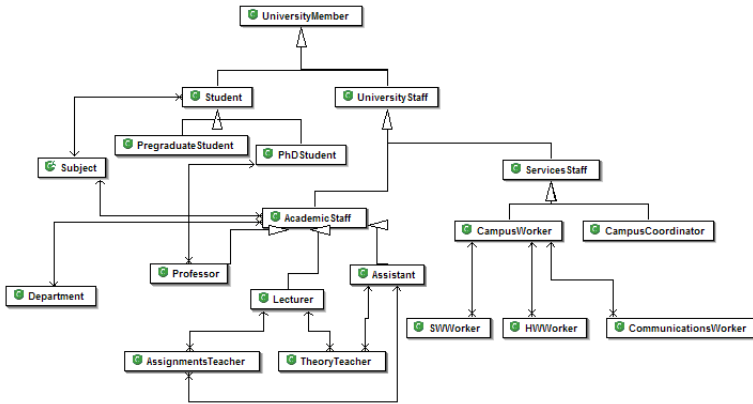 UniversityMember
Student
UniversityStaff
PregraduateStudent
PhDStudent
Subject
ServicesStaff
AcademicStaff
CampusWorker
CampusCoordinator
Professor
Assistant
Department
Lecturer
SWWorker
HWWorker
CommunicationsWorker
AssignmentsTeacher
TheoryTeacher